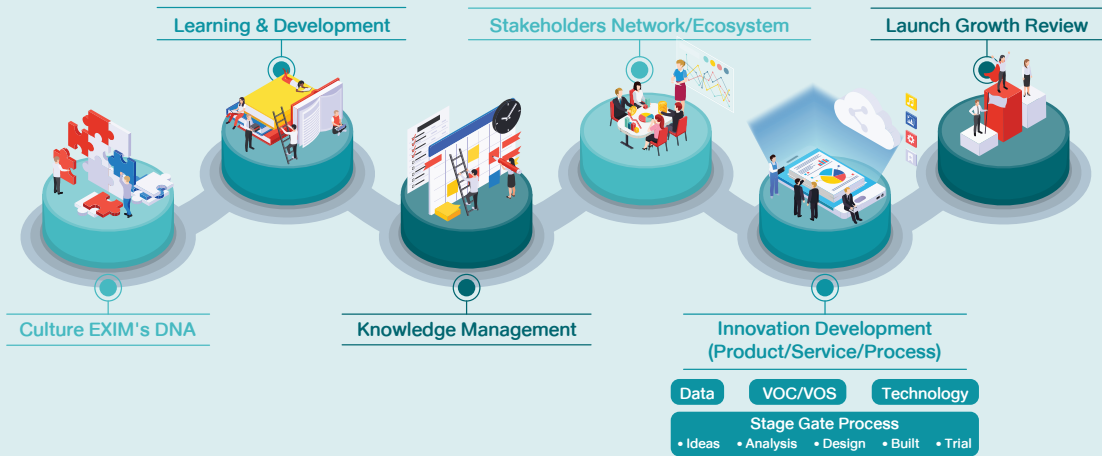 Learning & Development
Stakeholders Network/Ecosystem
Launch Growth Review
Culture EXIM's DNA
Knowledge Management
Innovation Development
(Product/Service/Process)
Data
VOC/VOS
Technology
Stage Gate Process
• Ideas • Analysis • Design • Built • Trial